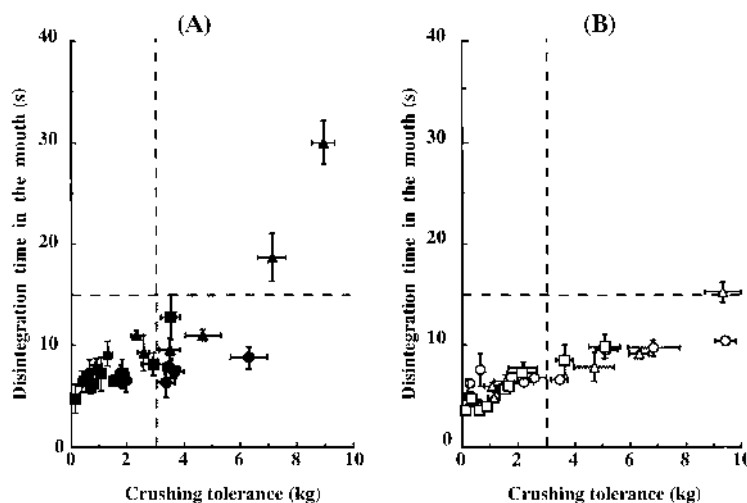 (A)
(B)
Disintegration time in the mouth (s)
40
30
20
10
0
0 2 4 6 8 10
Crushing tolerance (kg)
Disintegration time in the mouth (s)
40
30
20
10
0
0 2 4 6 8 10
Crushing tolerance (kg)